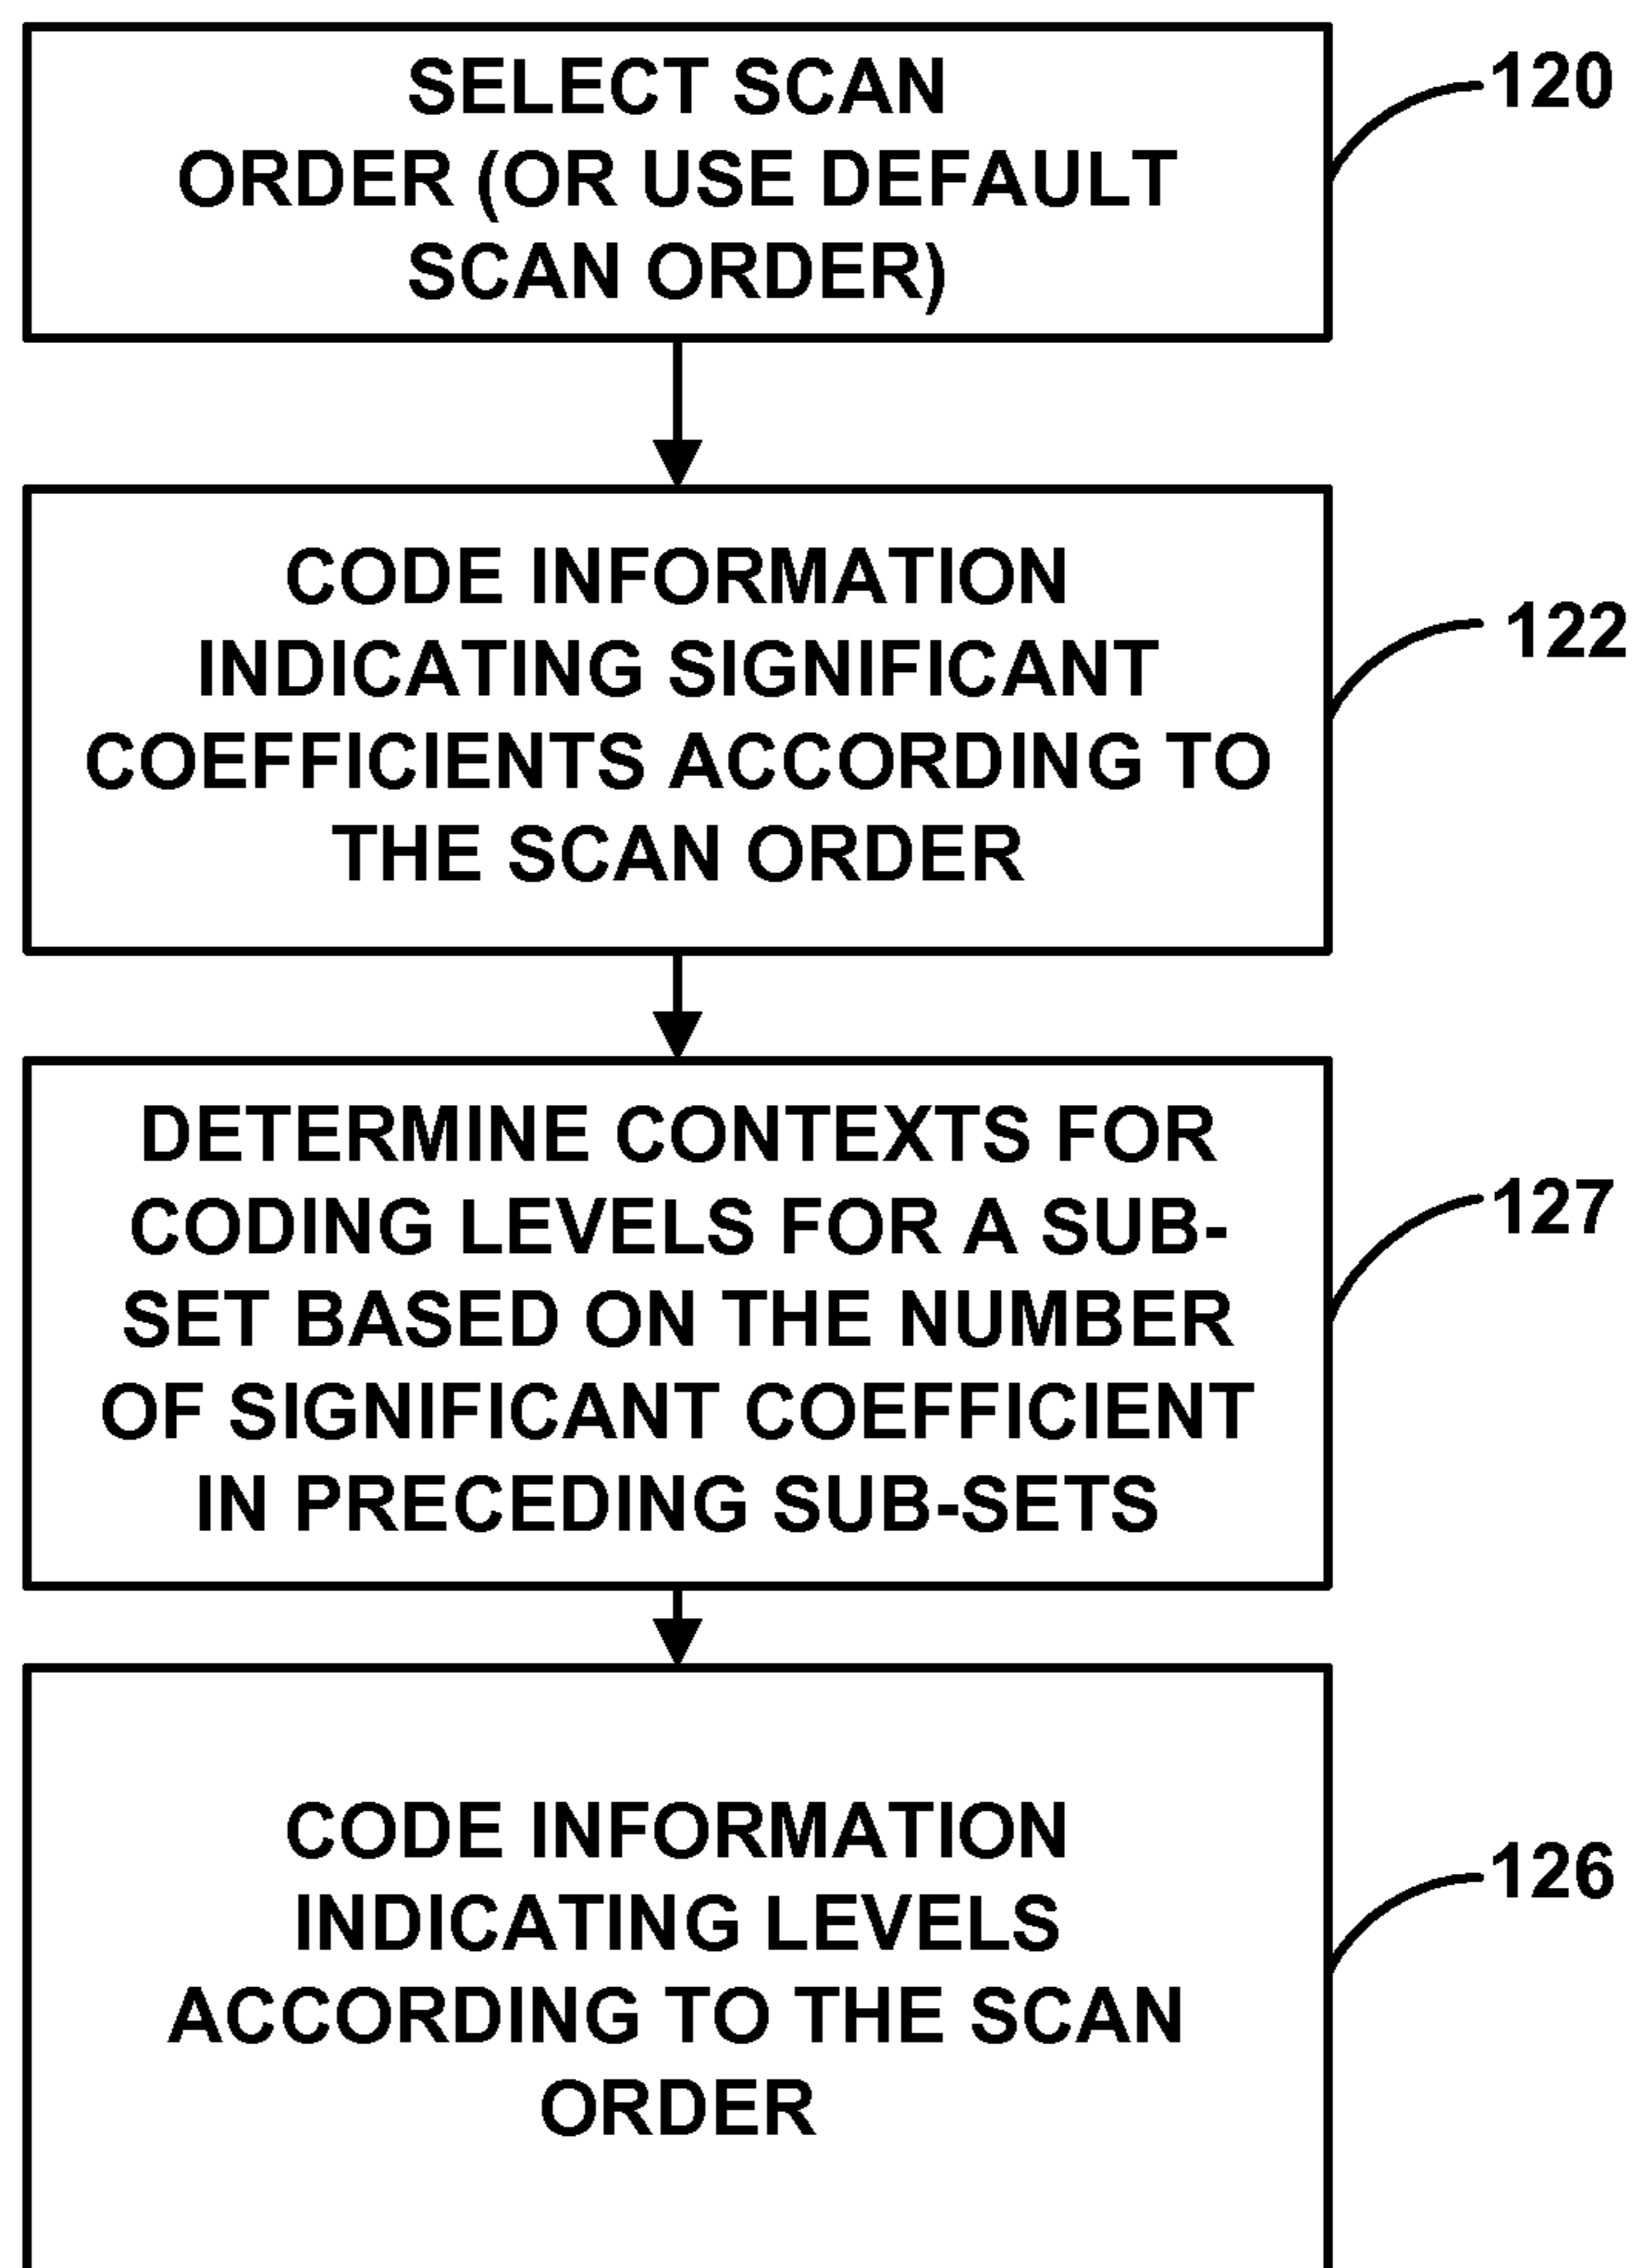 SELECT SCAN
ORDER (OR USE DEFAULT
SCAN ORDER)
120
CODE INFORMATION
INDICATING SIGNIFICANT
COEFFICIENTS ACCORDING TO
THE SCAN ORDER
122
DETERMINE CONTEXTS FOR
CODING LEVELS FOR A SUB-
SET BASED ON THE NUMBER
OF SIGNIFICANT COEFFICIENT
IN PRECEDING SUB-SETS
127
CODE INFORMATION
INDICATING LEVELS
ACCORDING TO THE SCAN
ORDER
126